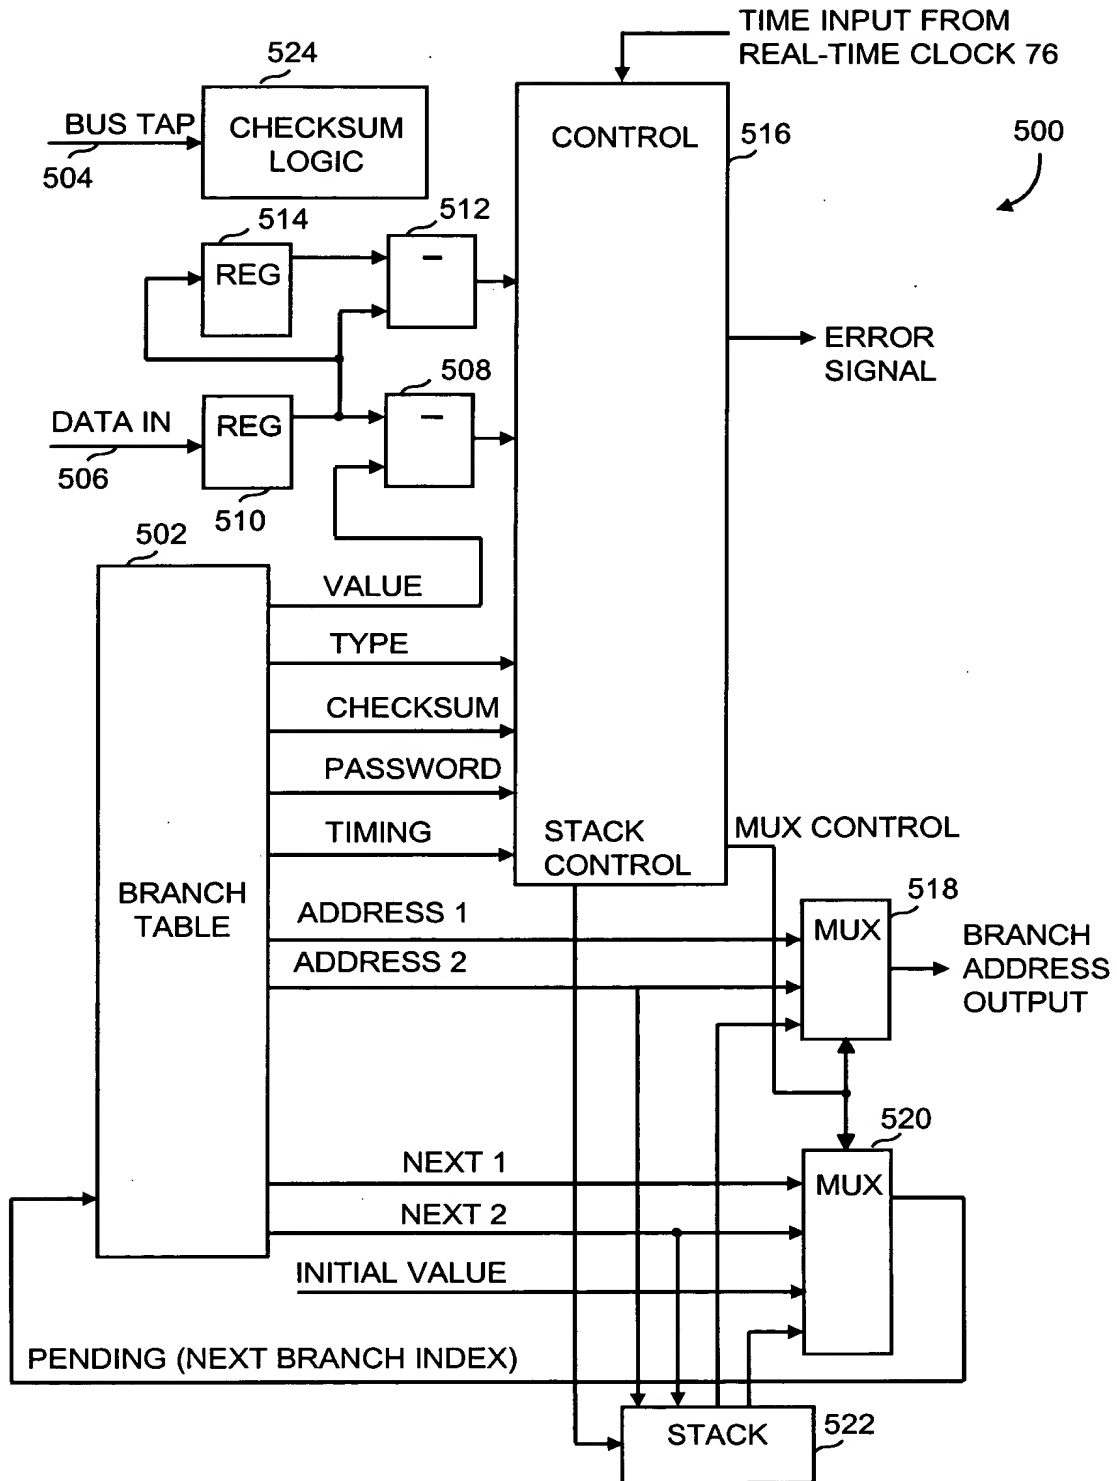 TIME INPUT FROM
REAL-TIME CLOCK 76
524
BUS TAP
504
CHECKSUM
LOGIC
CONTROL
516
500
514
REG
512
–
ERROR
SIGNAL
508
–
DATA IN
506
REG
510
502
VALUE
TYPE
CHECKSUM
PASSWORD
TIMING
STACK
CONTROL
MUX CONTROL
BRANCH
TABLE
ADDRESS 1
ADDRESS 2
518
MUX
BRANCH
ADDRESS
OUTPUT
520
NEXT 1
MUX
NEXT 2
INITIAL VALUE
PENDING (NEXT BRANCH INDEX)
STACK
522